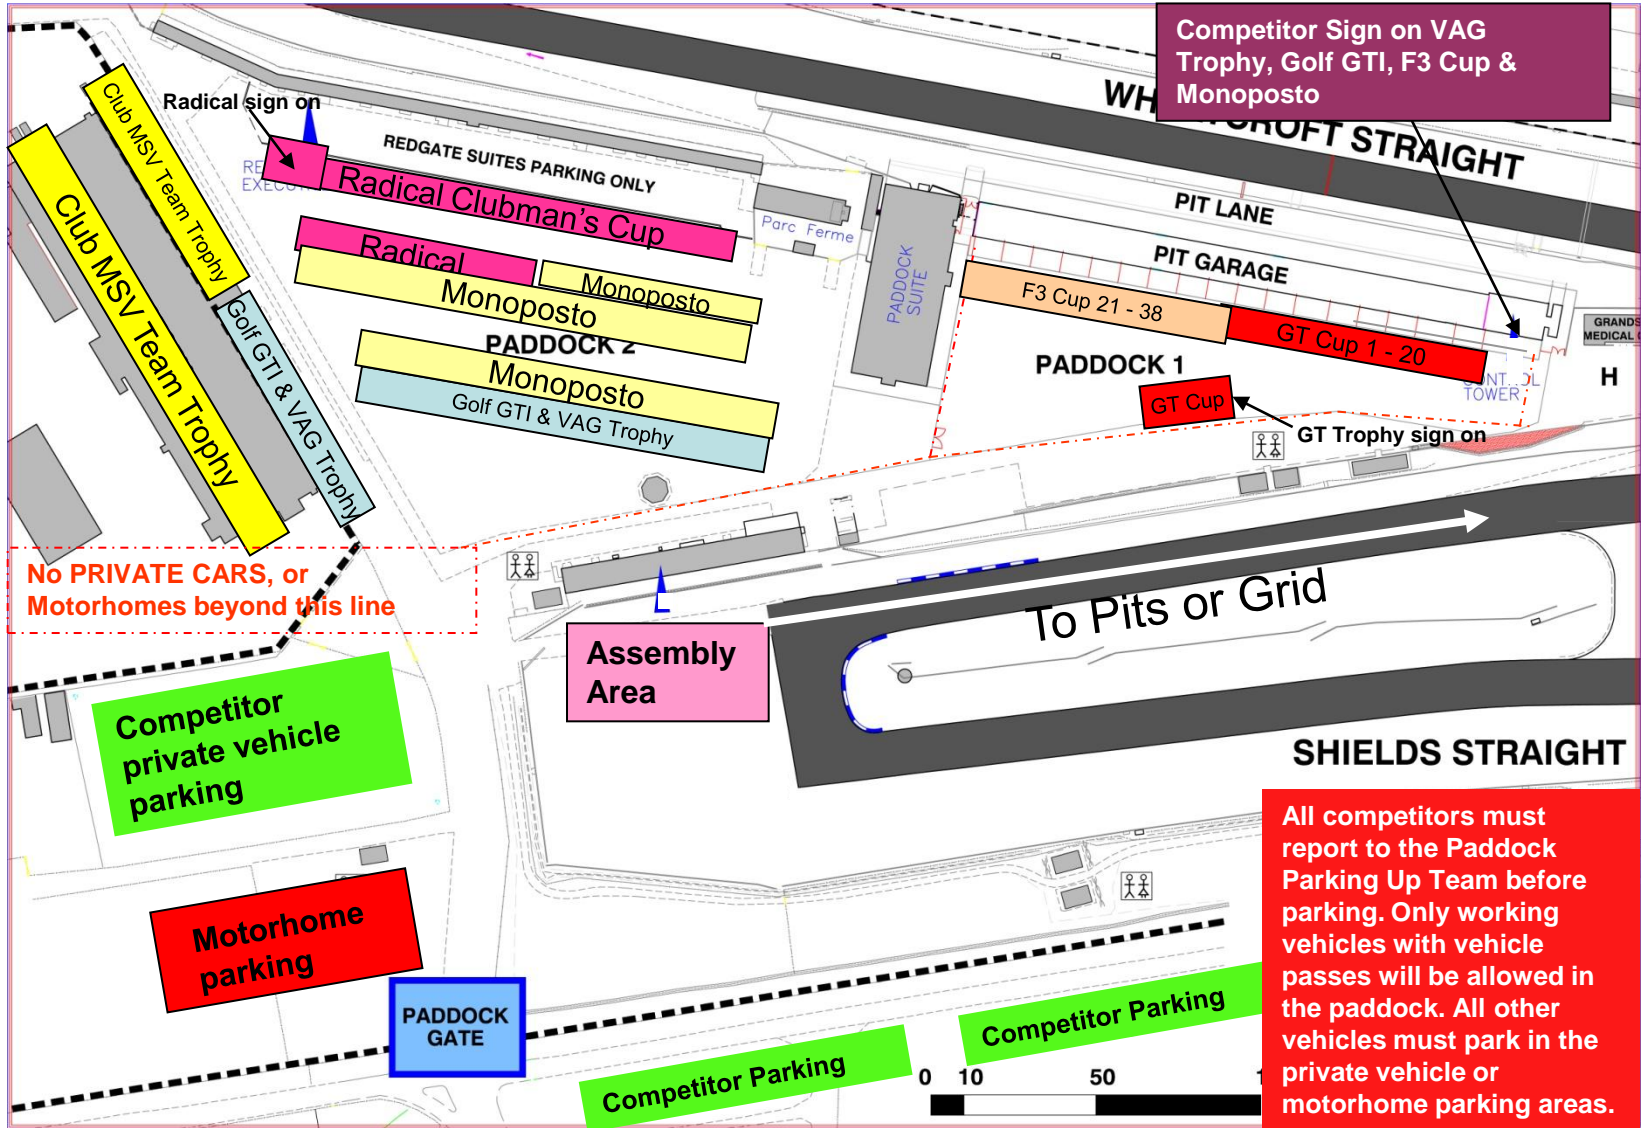 Competitor Sign on VAG
Trophy, Golf GTI, F3 Cup &
Monoposto
STRAIGHT
Radical sign on
REDGATE SUITES PARKING ONLY
Club MSV Team Trophy
Club MSV Team Trophy
Golf GTI & VAG Trophy
Radical Clubman's Cup
Radical
Monoposto
Monoposto
PADDOCK 2
Monoposto
Golf GTI & VAG Trophy
Parc Ferme
PADDOCK
SUITE
PIT LANE
PIT GARAGE
F3 Cup 21 - 38
GT Cup 1 - 20
PADDOCK 1
GT Cup
GT Trophy sign on
TOWER
MEDICAL
H
No PRIVATE CARS, or
Motorhomes beyond this line
To Pits or Grid
Assembly
Area
Competitor
private vehicle
parking
SHIELDS STRAIGHT
Motorhome
parking
PADDOCK
GATE
Competitor Parking
Competitor Parking
0 10 50
All competitors must
report to the Paddock
Parking Up Team before
parking. Only working
vehicles with vehicle
passes will be allowed in
the paddock. All other
vehicles must park in the
private vehicle or
motorhome parking areas.